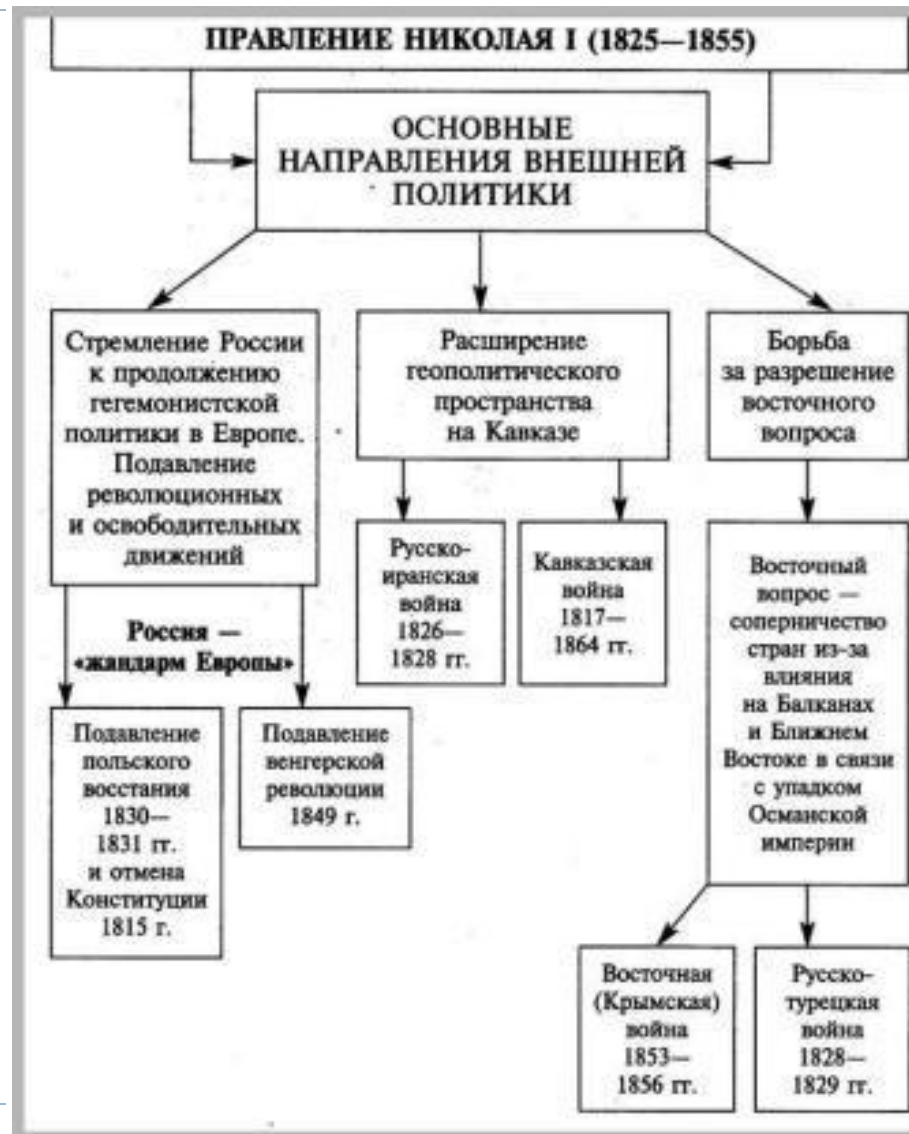 ПРАВЛЕНИЕ НИКОЛАЯ I (1825—1855)
ОСНОВНЫЕ
НАПРАВЛЕНИЯ ВНЕШНЕЙ
ПОЛИТИКИ
Стремление России
к продолжению
гегемонистской
политики в Европе.
Подавление
революционных
и освободительных
движений
Расширение
геополитического
пространства
на Кавказе
Борьба
за разрешение
восточного
вопроса
Россия —
«жандарм Европы»
Русско-
иранская
война
1826—
1828 гг.
Кавказская
война
1817—
1864 гг.
Восточный
вопрос —
соперничество
стран из-за
влияния
на Балканах
и Ближнем
Востоке в связи
с упадком
Османской
империи
Подавление
польского
восстания
1830—
1831 гг.
и отмена
Конституции
1815 г.
Подавление
венгерской
революции
1849 г.
Восточная
(Крымская)
война
1853—
1856 гг.
Русско-
турецкая
война
1828—
1829 гг.